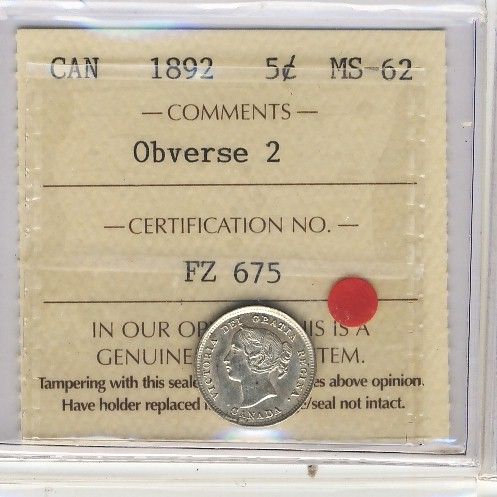 CAN 1892 5¢ MS-62
— COMMENTS —
Obverse 2
— CERTIFICATION NO. —
FZ 675
IN OUR OP IS IS A
GENUINE TEM.
Tampering with this seale s above opinion.
Have holder replaced /seal not intact.
VICTORIA DEI GRATIA REGINA.
CANADA